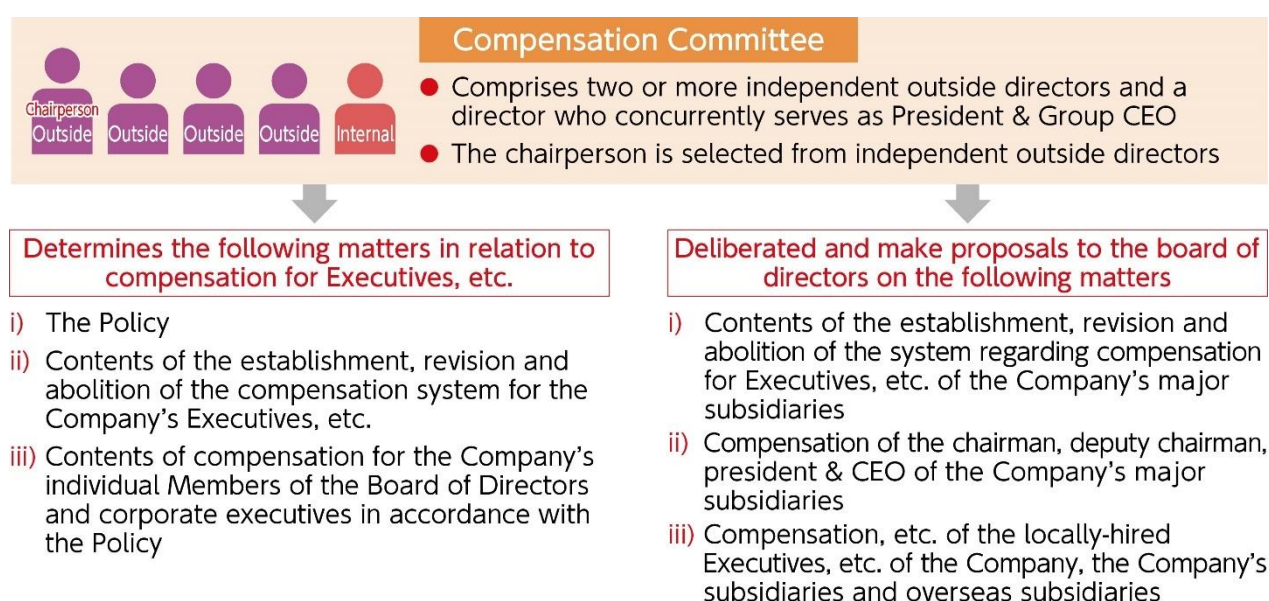 Compensation Committee
Chairperson
Outside
Outside
Outside
Outside
Internal
● Comprises two or more independent outside directors and a
director who concurrently serves as President & Group CEO
● The chairperson is selected from independent outside directors
Determines the following matters in relation to
compensation for Executives, etc.
i) The Policy
ii) Contents of the establishment, revision and
abolition of the compensation system for the
Company's Executives, etc.
iii) Contents of compensation for the Company's
individual Members of the Board of Directors
and corporate executives in accordance with
the Policy
Deliberated and make proposals to the board of
directors on the following matters
i) Contents of the establishment, revision and
abolition of the system regarding compensation
for Executives, etc. of the Company's major
subsidiaries
ii) Compensation of the chairman, deputy chairman,
president & CEO of the Company's major
subsidiaries
iii) Compensation, etc. of the locally-hired
Executives, etc. of the Company, the Company's
subsidiaries and overseas subsidiaries